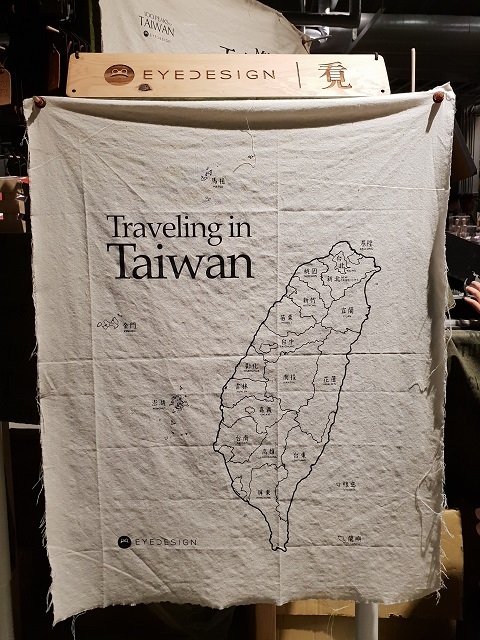 TAIWAN
EYEDESIGN
EYEDESIGN 覓
馬祖
Traveling in
Taiwan
基隆
台北
桃園
新北
新竹
宜蘭
金門
苗栗
台中
彰化
南投
花蓮
雲林
澎湖
嘉義
台南
高雄
台東
屏東
綠島
蘭嶼
EYEDESIGN